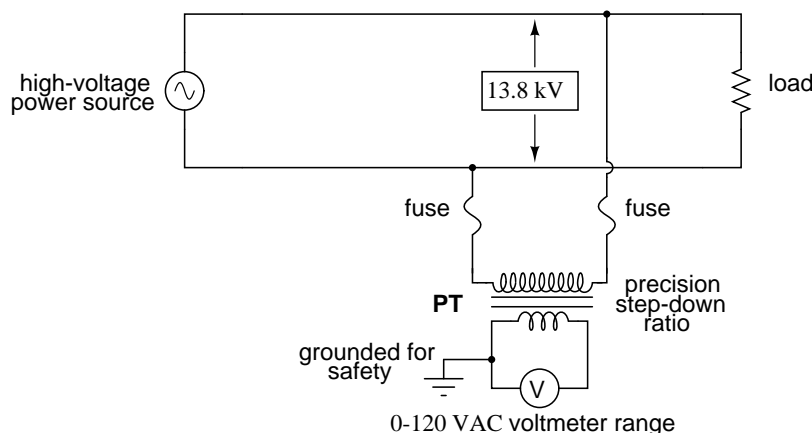 high-voltage
power source
13.8 kV
load
fuse
fuse
PT
precision
step-down
ratio
grounded for
safety
V
0-120 VAC voltmeter range